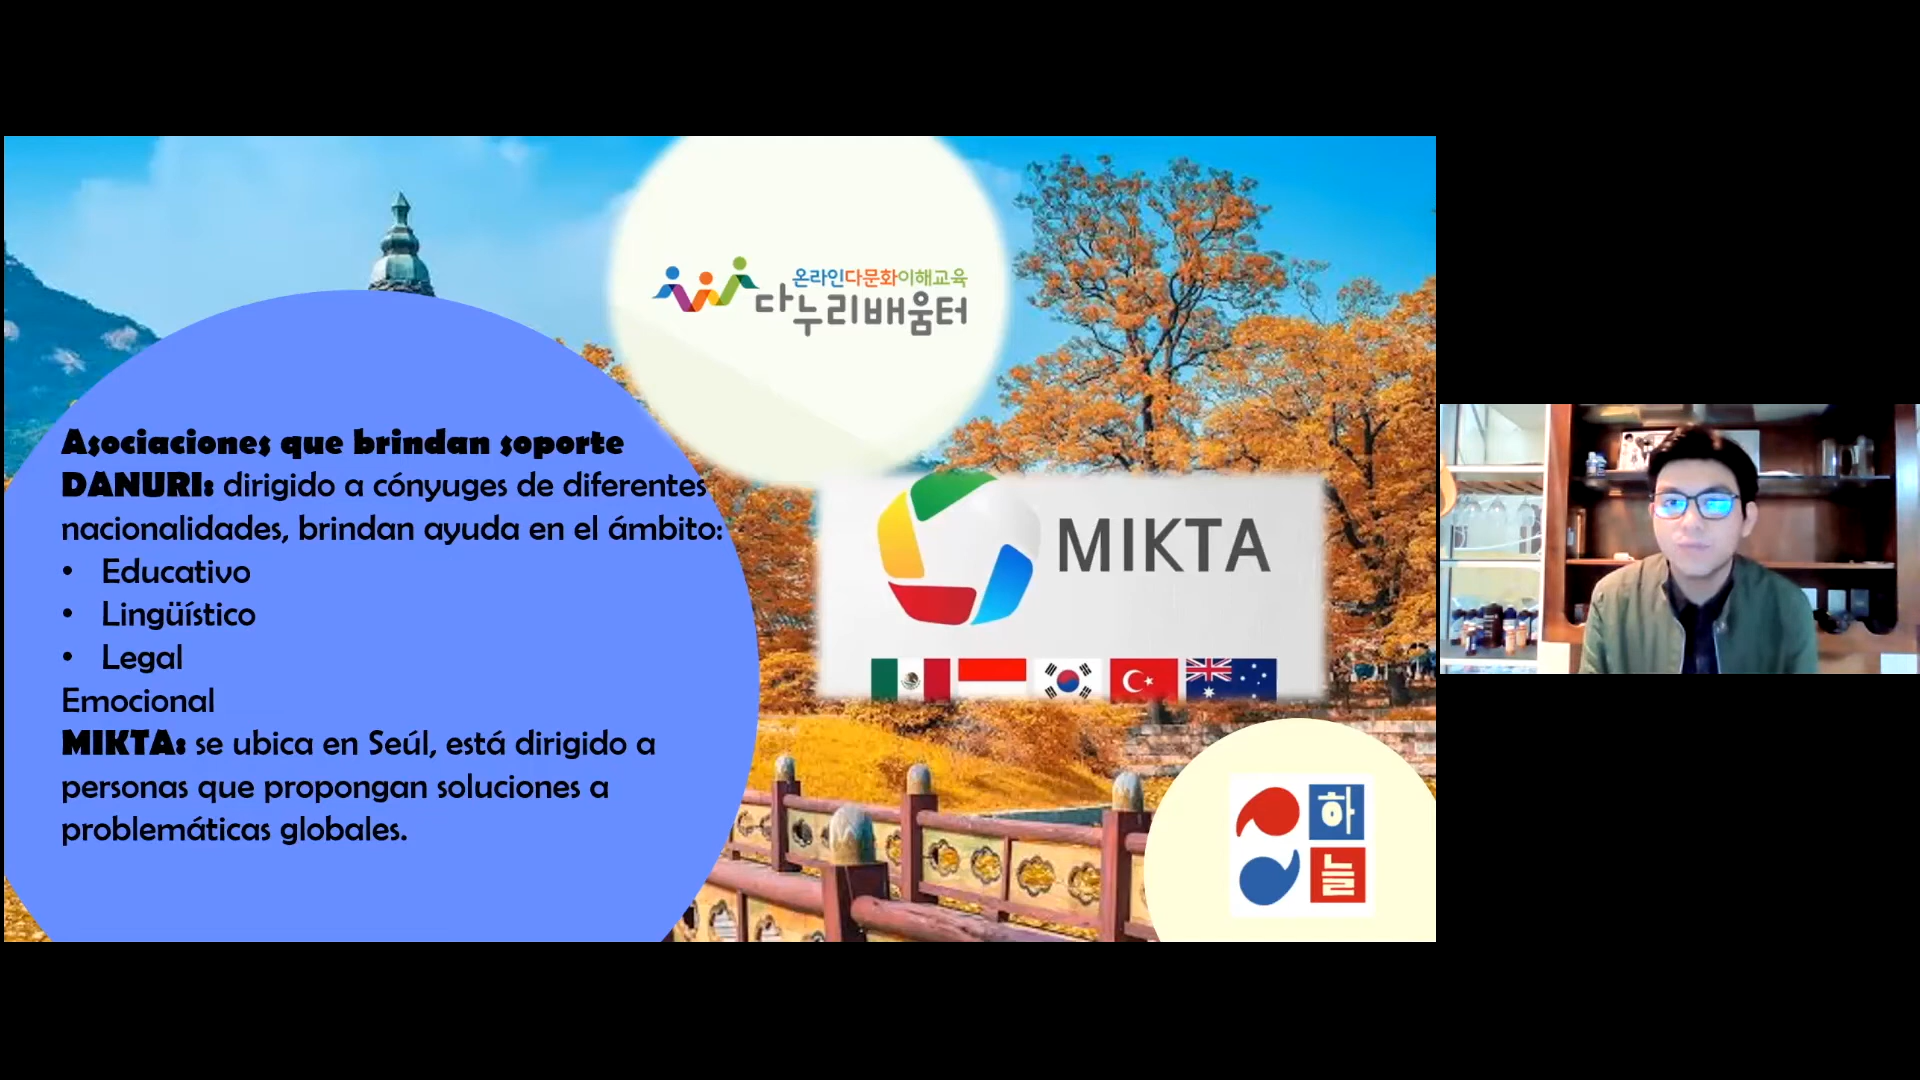 Asociaciones que brindan soporte
DANURI: dirigido a cónyuges de diferentes
nacionalidades, brindan ayuda en el ámbito:
• Educativo
• Lingüístico
• Legal
Emocional
MIKTA: se ubica en Seúl, está dirigido a
personas que propongan soluciones a
problemáticas globales.
온라인다문화이해교육
다누리배움터
MIKTA
하
늘